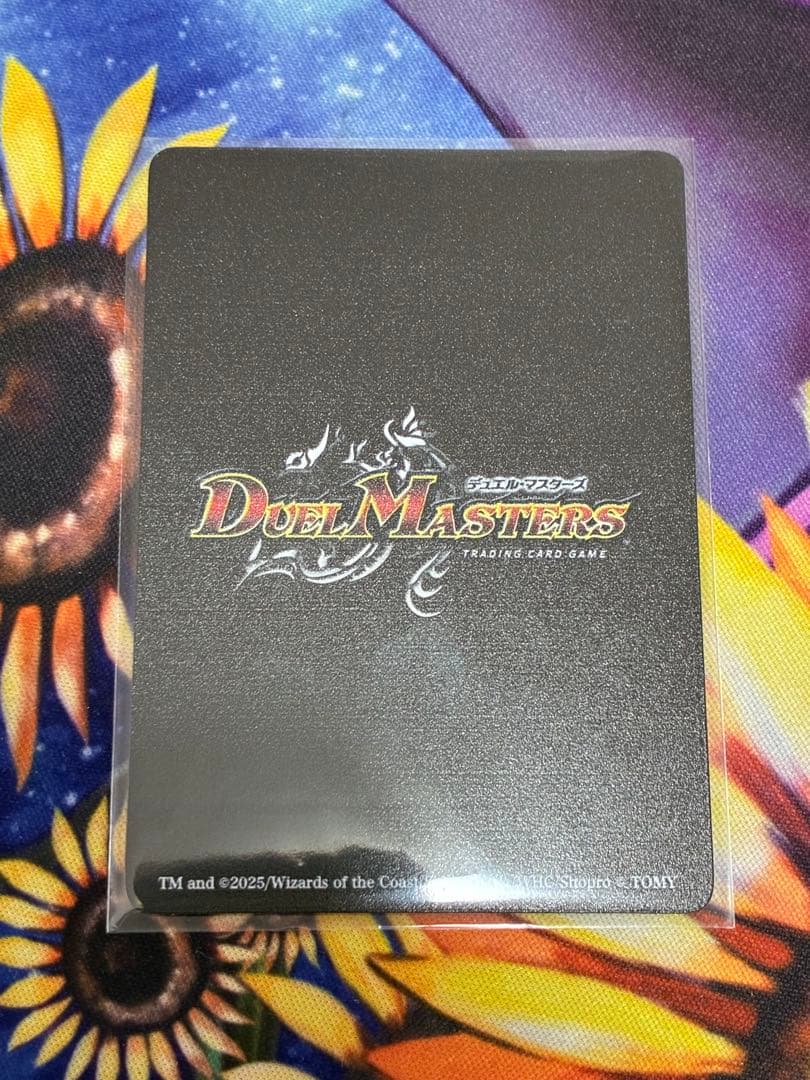 デュエル・マスターズ
DUEL MASTERS
TRADING CARD GAME
TM and ©2025/Wizards of the Coast WHC/Shopro © TOMY